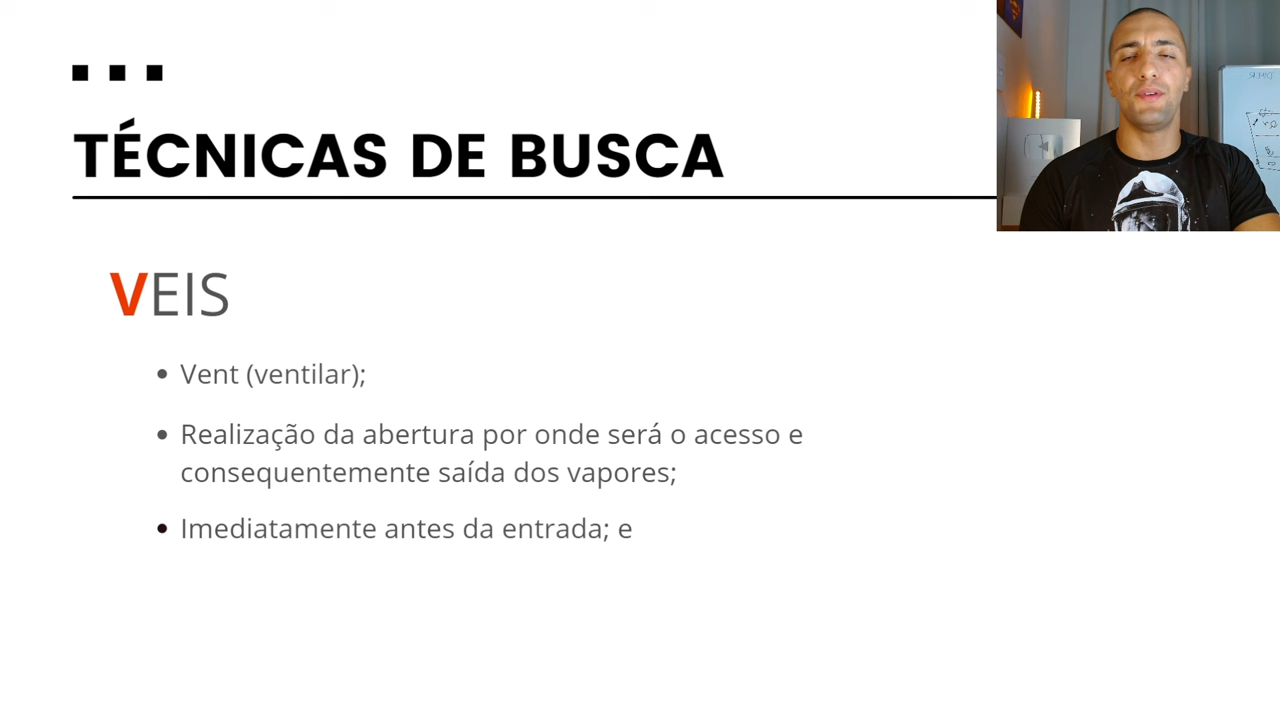 TÉCNICAS DE BUSCA
VEIS
• Vent (ventilar);
• Realização da abertura por onde será o acesso e
consequentemente saída dos vapores;
• Imediatamente antes da entrada; e